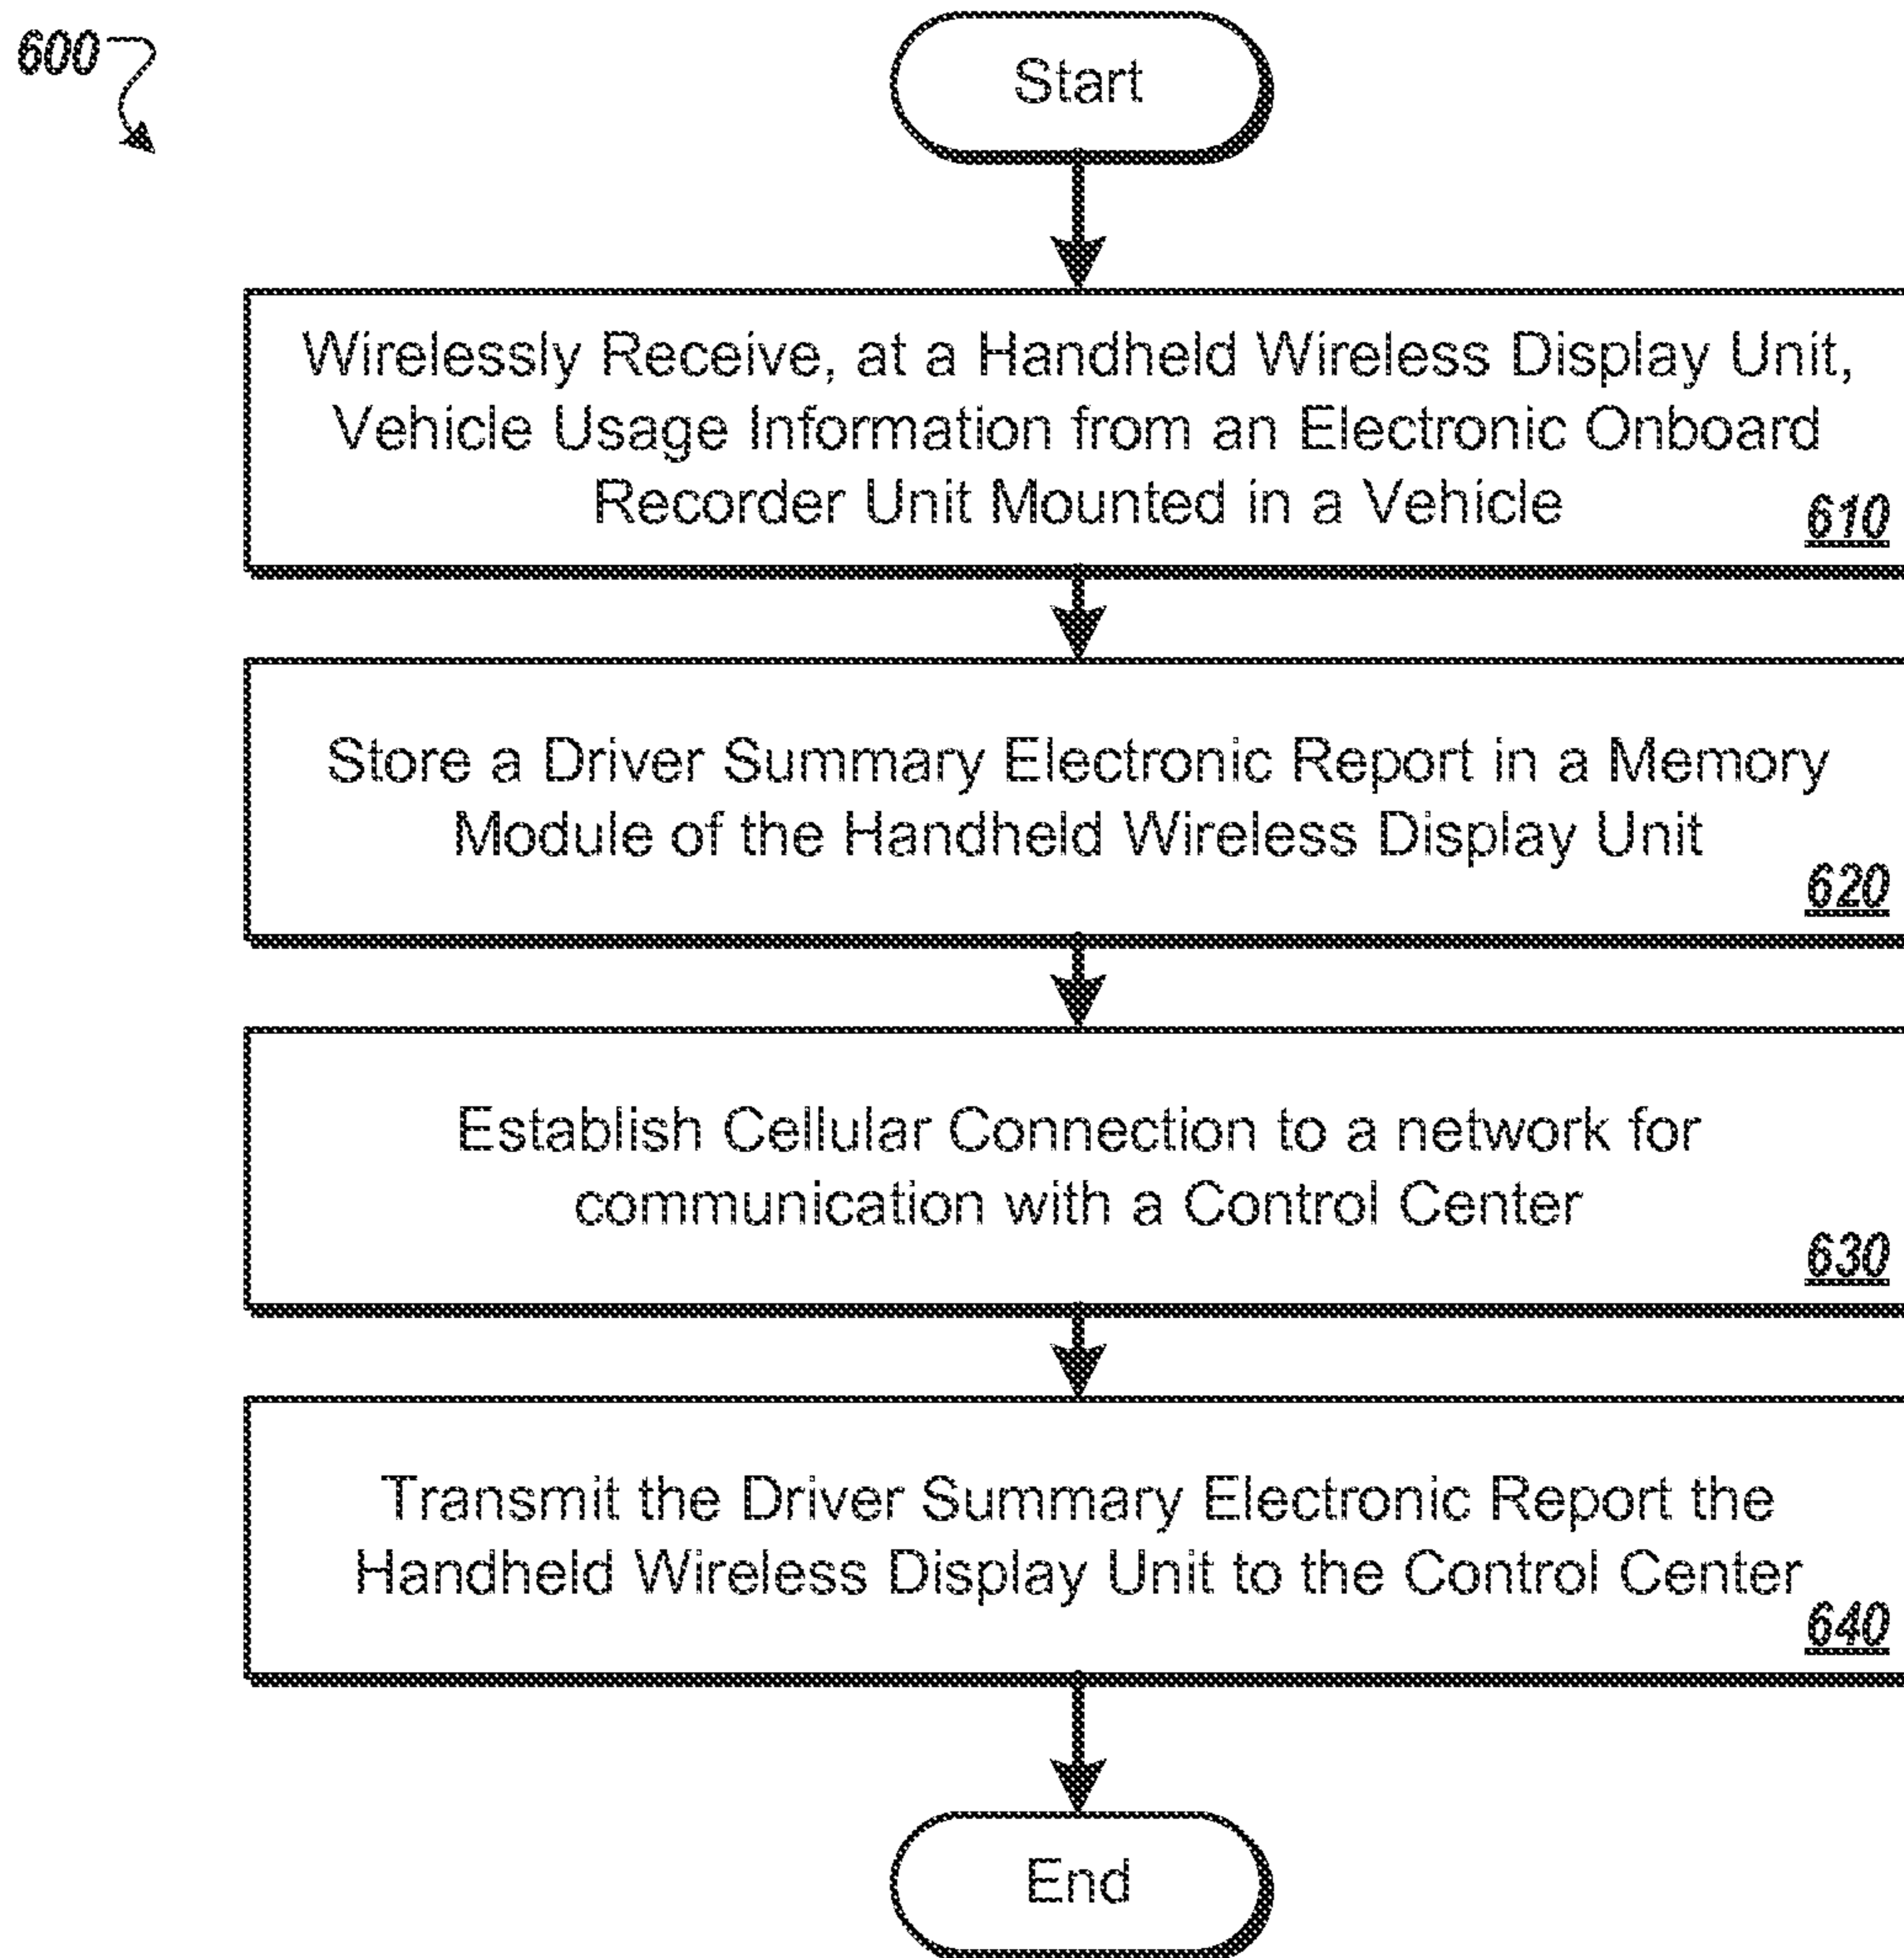 600
Start
Wirelessly Receive, at a Handheld Wireless Display Unit,
Vehicle Usage Information from an Electronic Onboard
Recorder Unit Mounted in a Vehicle
610
Store a Driver Summary Electronic Report in a Memory
Module of the Handheld Wireless Display Unit
620
Establish Cellular Connection to a network for
communication with a Control Center
630
Transmit the Driver Summary Electronic Report the
Handheld Wireless Display Unit to the Control Center
640
End